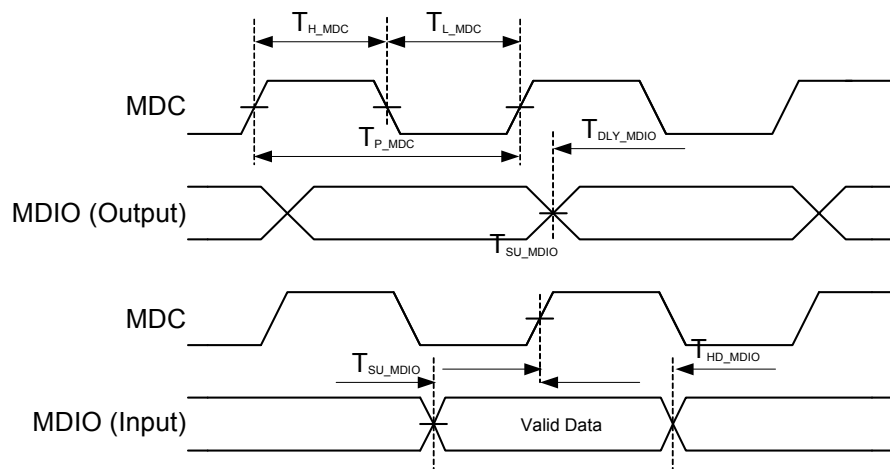 T_H_MDC T_L_MDC
MDC
T_P_MDC
T_DLY_MDIO
MDIO (Output)
T_SU_MDIO
MDC
T_SU_MDIO
T_HD_MDIO
MDIO (Input)
Valid Data